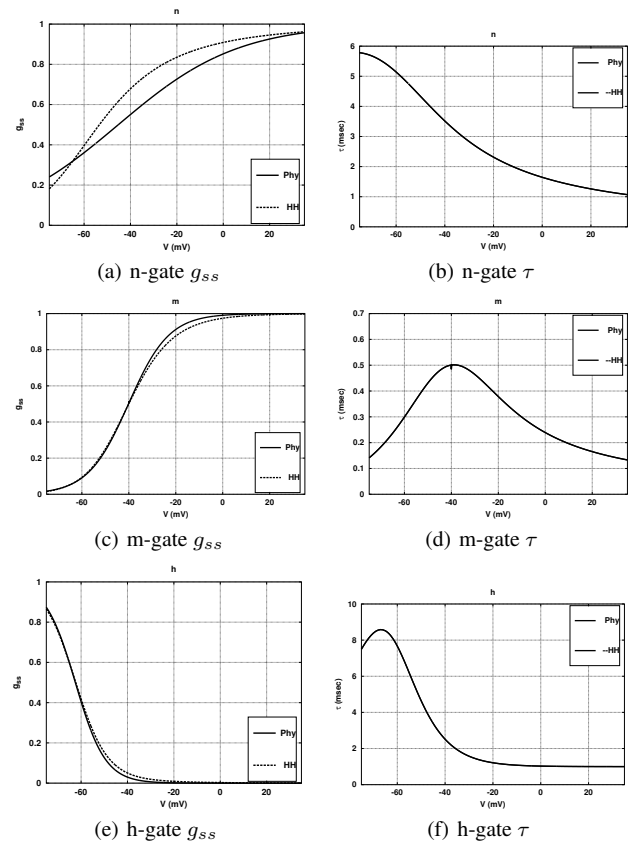 n
1
0.8
0.6
0.4
0.2
0
g_ss
-60 -40 -20 0 20
V (mV)
Phy
HH
(a) n-gate g_ss
n
6
5
4
3
2
1
0
τ (msec)
-60 -40 -20 0 20
V (mV)
Phy
--HH
(b) n-gate τ
m
1
0.8
0.6
0.4
0.2
0
g_ss
-60 -40 -20 0 20
V (mV)
Phy
HH
(c) m-gate g_ss
m
0.7
0.6
0.5
0.4
0.3
0.2
0.1
0
τ (msec)
-60 -40 -20 0 20
V (mV)
Phy
--HH
(d) m-gate τ
h
1
0.8
0.6
0.4
0.2
0
g_ss
-60 -40 -20 0 20
V (mV)
Phy
HH
(e) h-gate g_ss
h
10
8
6
4
2
0
τ (msec)
-60 -40 -20 0 20
V (mV)
Phy
--HH
(f) h-gate τ